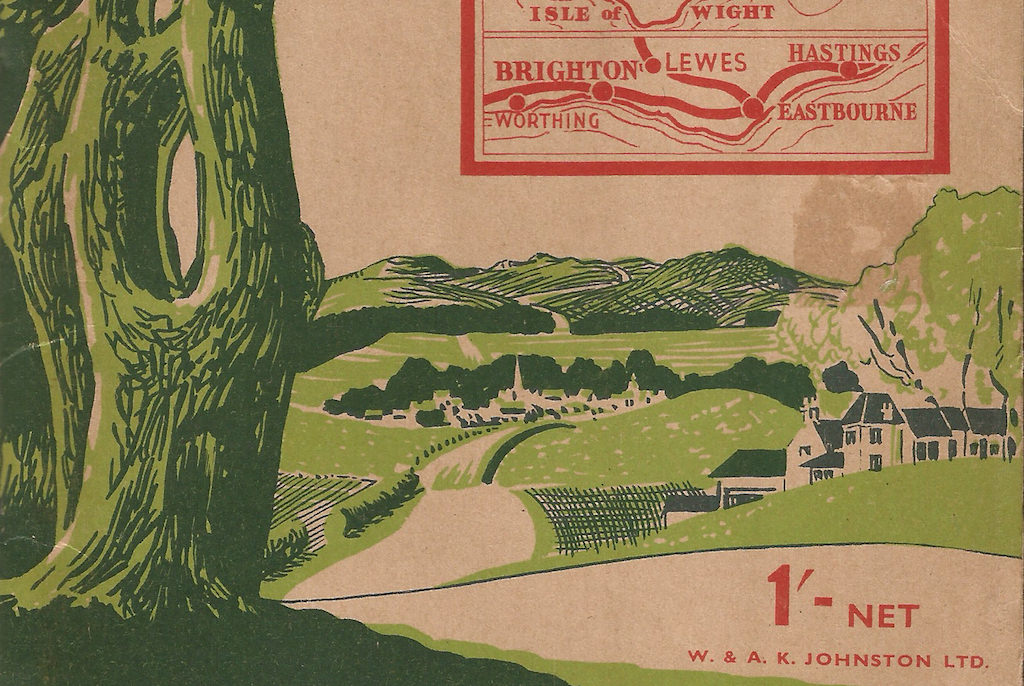 ISLE of WIGHT
BRIGHTON LEWES HASTINGS
WORTHING EASTBOURNE
1/- NET
W. & A. K. JOHNSTON LTD.